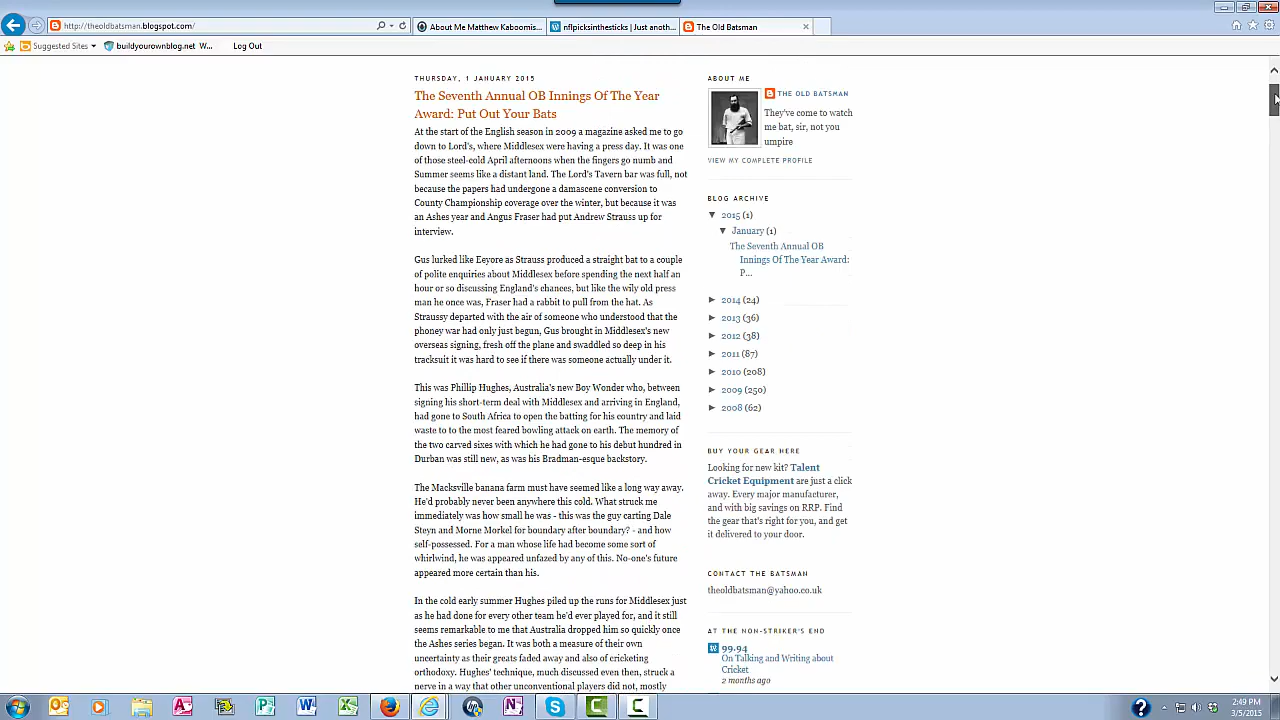 http://theoldbatsman.blogspot.com/
About Me Matthew Kaboomis...
nflpicksinthesticks | Just anoth...
The Old Batsman
Suggested Sites
buildyourownblog.net W...
Log Out
THURSDAY, 1 JANUARY 2015
The Seventh Annual OB Innings Of The Year
Award: Put Out Your Bats
At the start of the English season in 2009 a magazine asked me to go
down to Lord's, where Middlesex were having a press day. It was one
of those steel-cold April afternoons when the fingers go numb and
Summer seems like a distant land. The Lord's Tavern bar was full, not
because the papers had undergone a damascene conversion to
County Championship coverage over the winter, but because it was
an Ashes year and Angus Fraser had put Andrew Strauss up for
interview.
Gus lurked like Eeyore as Strauss produced a straight bat to a couple
of polite enquiries about Middlesex before spending the next half an
hour or so discussing England's chances, but like the wily old press
man he once was, Fraser had a rabbit to pull from the hat. As
Straussy departed with the air of someone who understood that the
phoney war had only just begun, Gus brought in Middlesex's new
overseas signing, fresh off the plane and swaddled so deep in his
tracksuit it was hard to see if there was someone actually under it.
This was Phillip Hughes, Australia's new Boy Wonder who, between
signing his short-term deal with Middlesex and arriving in England,
had gone to South Africa to open the batting for his country and laid
waste to to the most feared bowling attack on earth. The memory of
the two carved sixes with which he had gone to his debut hundred in
Durban was still new, as was his Bradman-esque backstory.
The Macksville banana farm must have seemed like a long way away.
He'd probably never been anywhere this cold. What struck me
immediately was how small he was - this was the guy carting Dale
Steyn and Morne Morkel for boundary after boundary? - and how
self-possessed. For a man whose life had become some sort of
whirlwind, he was appeared unfazed by any of this. No-one's future
appeared more certain than his.
In the cold early summer Hughes piled up the runs for Middlesex just
as he had done for every other team he'd ever played for, and it still
seems remarkable to me that Australia dropped him so quickly once
the Ashes series began. It was both a measure of their own
uncertainty as their greats faded away and also of cricketing
orthodoxy. Hughes' technique, much discussed even then, struck a
nerve in a way that other unconventional players did not, mostly
ABOUT ME
THE OLD BATSMAN
They've come to watch
me bat, sir, not you
umpire
VIEW MY COMPLETE PROFILE
BLOG ARCHIVE
▼ 2015 (1)
▼ January (1)
The Seventh Annual OB
Innings Of The Year Award:
P...
► 2014 (24)
► 2013 (36)
► 2012 (38)
► 2011 (87)
► 2010 (208)
► 2009 (250)
► 2008 (62)
BUY YOUR GEAR HERE
Looking for new kit? Talent
Cricket Equipment are just a click
away. Every major manufacturer,
and with big savings on RRP. Find
the gear that's right for you, and get
it delivered to your door.
CONTACT THE BATSMAN
theoldbatsman@yahoo.co.uk
AT THE NON-STRIKER'S END
99.94
On Talking and Writing about
Cricket
2 months ago
2:49 PM
3/5/2015